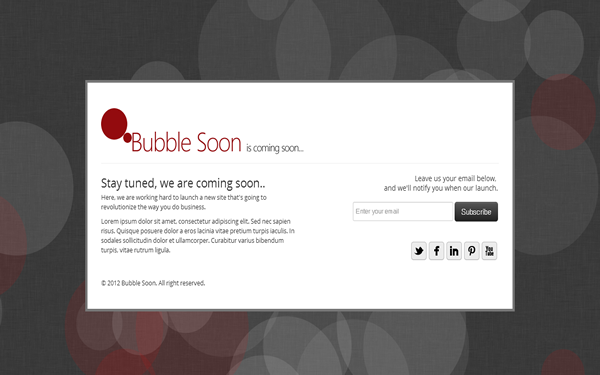 Bubble Soon is coming soon...
Stay tuned, we are coming soon..
Here, we are working hard to launch a new site that's going to
revolutionize the way you do business.
Lorem ipsum dolor sit amet, consectetur adipiscing elit. Sed nec sapien
risus. Quisque posuere dolor a eros lacinia vitae pretium turpis iaculis. In
sodales sollicitudin dolor et ullamcorper. Curabitur varius bibendum
turpis, vitae rutrum ligula.
Leave us your email below,
and we'll notify you when our launch.
Enter your email
Subscribe
You
Tube
© 2012 Bubble Soon. All right reserved.